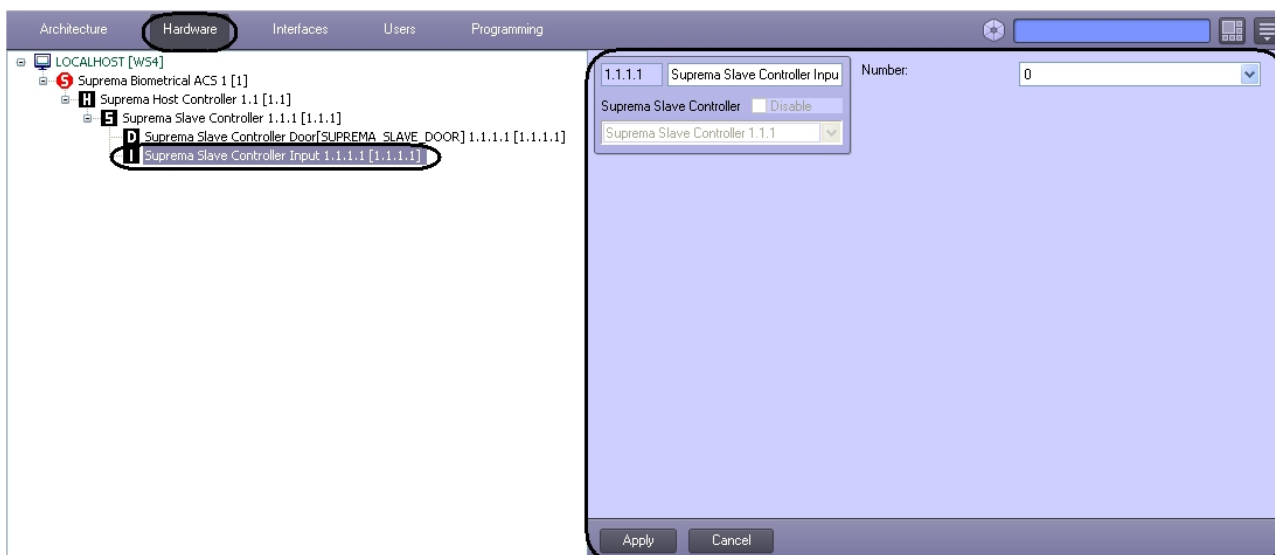 Architecture Hardware Interfaces Users Programming
LOCALHOST [WS4]
S Suprema Biometrical ACS 1 [1]
H Suprema Host Controller 1.1 [1.1]
S Suprema Slave Controller 1.1.1 [1.1.1]
D Suprema Slave Controller Door[SUPREMA_SLAVE_DOOR] 1.1.1.1 [1.1.1.1]
I Suprema Slave Controller Input 1.1.1.1 [1.1.1.1]
1.1.1.1 Suprema Slave Controller Inpu
Suprema Slave Controller Disable
Suprema Slave Controller 1.1.1
Number: 0
Apply Cancel